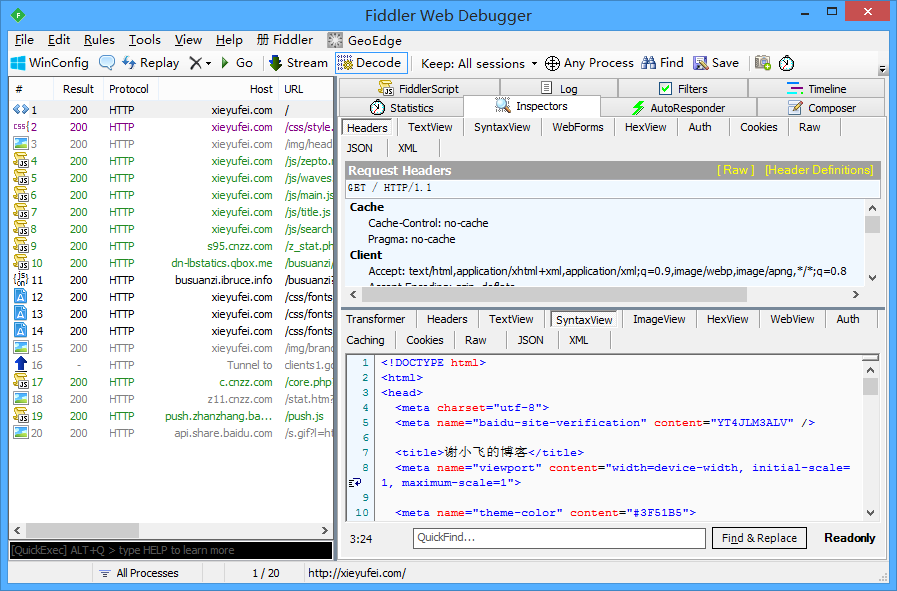 Fiddler Web Debugger
File Edit Rules Tools View Help 册 Fiddler GeoEdge
WinConfig Replay Go Stream Decode Keep: All sessions Any Process Find Save
# Result Protocol Host URL
1 200 HTTP xieyufei.com /
2 200 HTTP xieyufei.com /css/style.
3 200 HTTP xieyufei.com /img/head
4 200 HTTP xieyufei.com /js/zepto.r
5 200 HTTP xieyufei.com /js/waves.
6 200 HTTP xieyufei.com /js/main.js
7 200 HTTP xieyufei.com /js/title.js
8 200 HTTP xieyufei.com /js/search
9 200 HTTP s95.cnzz.com /z_stat.ph
10 200 HTTP dn-lbstatics.qbox.me /busuanzi/
11 200 HTTP busuanzi.ibruce.info /busuanzi?
12 200 HTTP xieyufei.com /css/fonts
13 200 HTTP xieyufei.com /css/fonts
14 200 HTTP xieyufei.com /css/fonts
15 200 HTTP xieyufei.com /img/branc
16 - HTTP Tunnel to clients1.go
17 200 HTTP c.cnzz.com /core.php
18 200 HTTP z11.cnzz.com /stat.htm?
19 200 HTTP push.zhanzhang.ba... /push.js
20 200 HTTP api.share.baidu.com /s.gif?l=ht
[QuickExec] ALT+Q > type HELP to learn more
FiddlerScript Log Filters Timeline
Statistics Inspectors AutoResponder Composer
Headers TextView SyntaxView WebForms HexView Auth Cookies Raw
JSON XML
Request Headers [ Raw ] [Header Definitions]
GET / HTTP/1.1
Cache
Cache-Control: no-cache
Pragma: no-cache
Client
Accept: text/html,application/xhtml+xml,application/xml;q=0.9,image/webp,image/apng,*/*;q=0.8
Accept-Encoding: gzip, deflate
Transformer Headers TextView SyntaxView ImageView HexView WebView Auth
Caching Cookies Raw JSON XML
1 <!DOCTYPE html>
2 <html>
3 <head>
4 <meta charset="utf-8">
5 <meta name="baidu-site-verification" content="YT4JLM3ALV" />
6
7 <title>谢小飞的博客</title>
8 <meta name="viewport" content="width=device-width, initial-scale=
1, maximum-scale=1">
9
10 <meta name="theme-color" content="#3F51B5">
3:24 QuickFind... Find & Replace Readonly
All Processes 1 / 20 http://xieyufei.com/